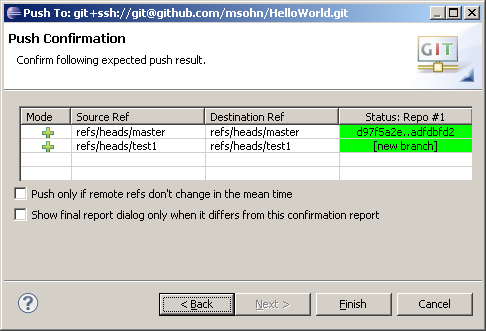 Push To: git+ssh://git@github.com/msohn/HelloWorld.git
Push Confirmation
Confirm following expected push result.
GIT
Mode Source Ref Destination Ref Status: Repo #1
refs/heads/master refs/heads/master d97f5a2e..adfdbfd2
refs/heads/test1 refs/heads/test1 [new branch]
Push only if remote refs don't change in the mean time
Show final report dialog only when it differs from this confirmation report
? < Back Next > Finish Cancel